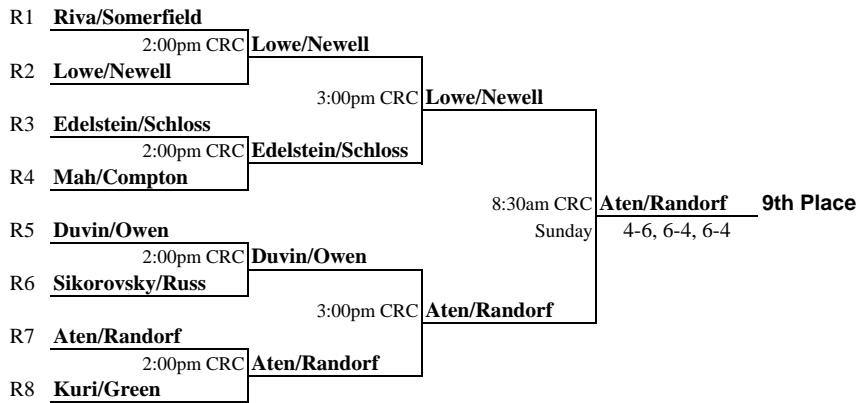 R1 Riva/Somerfield
2:00pm CRC Lowe/Newell
R2 Lowe/Newell
3:00pm CRC Lowe/Newell
R3 Edelstein/Schloss
2:00pm CRC Edelstein/Schloss
R4 Mah/Compton
8:30am CRC Aten/Randorf 9th Place
R5 Duvin/Owen
Sunday 4-6, 6-4, 6-4
2:00pm CRC Duvin/Owen
R6 Sikorovsky/Russ
3:00pm CRC Aten/Randorf
R7 Aten/Randorf
2:00pm CRC Aten/Randorf
R8 Kuri/Green